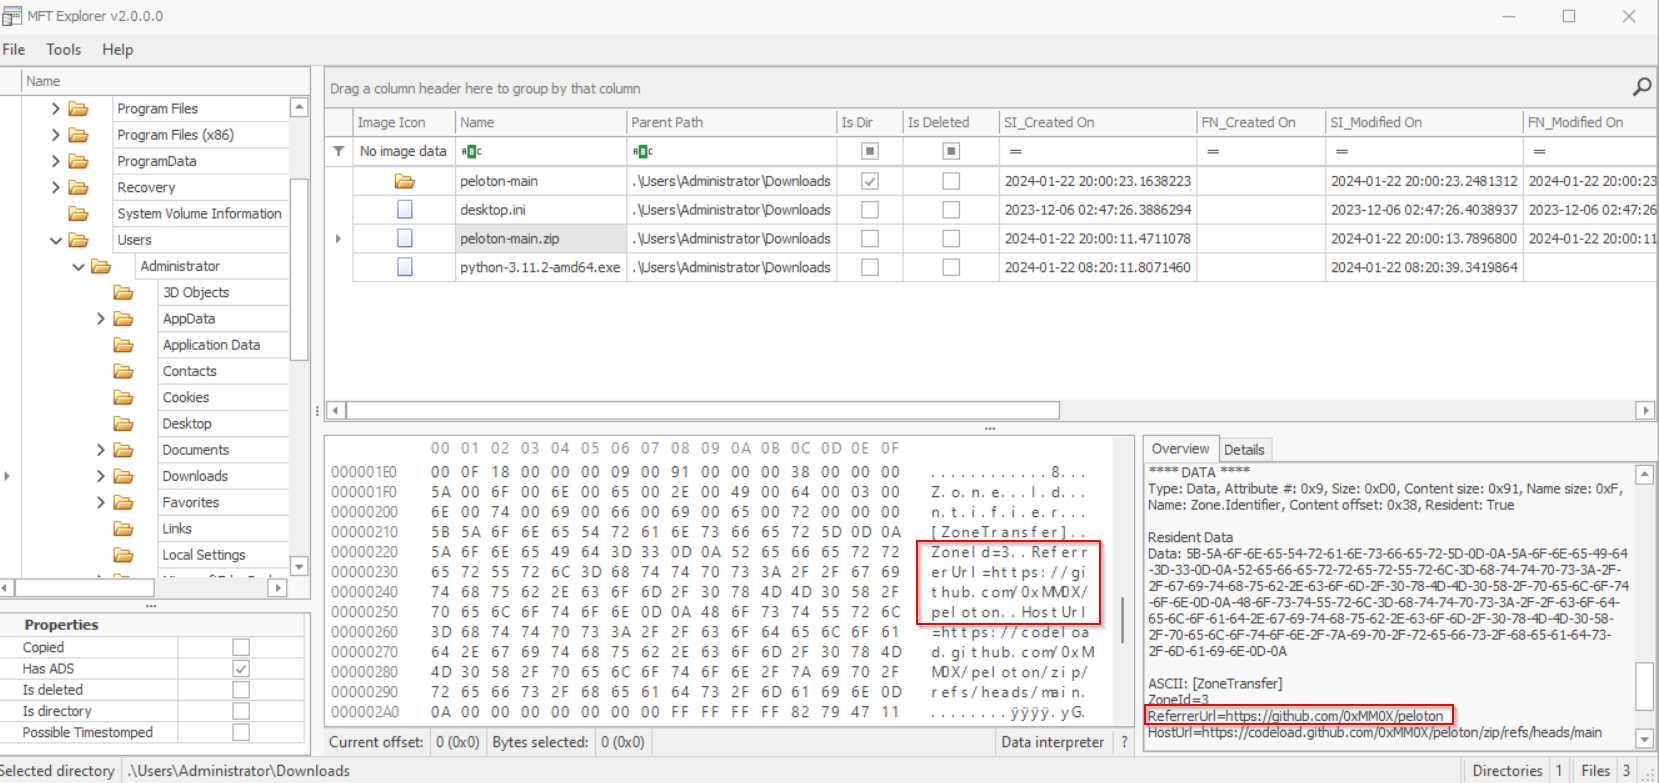 MFT Explorer v2.0.0.0
File Tools Help
Name
Program Files
Program Files (x86)
ProgramData
Recovery
System Volume Information
Users
Administrator
3D Objects
AppData
Application Data
Contacts
Cookies
Desktop
Documents
Downloads
Favorites
Links
Local Settings
Properties
Copied
Has ADS
Is deleted
Is directory
Possible Timestomped
Drag a column header here to group by that column
Image Icon Name Parent Path Is Dir Is Deleted SI_Created On FN_Created On SI_Modified On FN_Modified On
No image data ABC ABC = = = =
peloton-main .\Users\Administrator\Downloads 2024-01-22 20:00:23.1638223 2024-01-22 20:00:23.2481312 2024-01-22 20:00:23
desktop.ini .\Users\Administrator\Downloads 2023-12-06 02:47:26.3886294 2023-12-06 02:47:26.4038937 2023-12-06 02:47:26
peloton-main.zip .\Users\Administrator\Downloads 2024-01-22 20:00:11.4711078 2024-01-22 20:00:13.7896800 2024-01-22 20:00:11
python-3.11.2-amd64.exe .\Users\Administrator\Downloads 2024-01-22 08:20:11.8071460 2024-01-22 08:20:39.3419864
00 01 02 03 04 05 06 07 08 09 0A 0B 0C 0D 0E 0F
000001E0 00 0F 18 00 00 00 09 00 91 00 00 00 38 00 00 00 ............8...
000001F0 5A 00 6F 00 6E 00 65 00 2E 00 49 00 64 00 03 00 Z.o.n.e...I.d...
00000200 6E 00 74 00 69 00 66 00 69 00 65 00 72 00 00 00 n.t.i.f.i.e.r...
00000210 5B 5A 6F 6E 65 54 72 61 6E 73 66 65 72 5D 0D 0A [ZoneTransfer]..
00000220 5A 6F 6E 65 49 64 3D 33 0D 0A 52 65 66 65 72 72 ZoneId=3..Referr
00000230 65 72 55 72 6C 3D 68 74 74 70 73 3A 2F 2F 67 69 erUrl=https://gi
00000240 74 68 75 62 2E 63 6F 6D 2F 30 78 4D 4D 30 58 2F thub.com/0xMM0X/
00000250 70 65 6C 6F 74 6F 6E 0D 0A 48 6F 73 74 55 72 6C peloton..HostUrl
00000260 3D 68 74 74 70 73 3A 2F 2F 63 6F 64 65 6C 6F 61 =https://codeloa
00000270 64 2E 67 69 74 68 75 62 2E 63 6F 6D 2F 30 78 4D d.github.com/0xM
00000280 4D 30 58 2F 70 65 6C 6F 74 6F 6E 2F 7A 69 70 2F M0X/peloton/zip/
00000290 72 65 66 73 2F 68 65 61 64 73 2F 6D 61 69 6E 0D refs/heads/main.
000002A0 0A 00 00 00 00 00 00 00 FF FF FF FF 82 79 47 11 ........ÿÿÿÿ.yG.
Current offset: 0 (0x0) Bytes selected: 0 (0x0) Data interpreter ?
Overview Details
**** DATA ****
Type: Data, Attribute #: 0x9, Size: 0xD0, Content size: 0x91, Name size: 0xF,
Name: Zone.Identifier, Content offset: 0x38, Resident: True
Resident Data
Data: 5B-5A-6F-6E-65-54-72-61-6E-73-66-65-72-5D-0D-0A-5A-6F-6E-65-49-64
-3D-33-0D-0A-52-65-66-65-72-72-65-72-55-72-6C-3D-68-74-74-70-73-3A-2F-
2F-67-69-74-68-75-62-2E-63-6F-6D-2F-30-78-4D-4D-30-58-2F-70-65-6C-6F-74
-6F-6E-0D-0A-48-6F-73-74-55-72-6C-3D-68-74-74-70-73-3A-2F-2F-63-6F-64-
65-6C-6F-61-64-2E-67-69-74-68-75-62-2E-63-6F-6D-2F-30-78-4D-4D-30-58-
2F-70-65-6C-6F-74-6F-6E-2F-7A-69-70-2F-72-65-66-73-2F-68-65-61-64-73-
2F-6D-61-69-6E-0D-0A
ASCII: [ZoneTransfer]
ZoneId=3
ReferrerUrl=https://github.com/0xMM0X/peloton
HostUrl=https://codeload.github.com/0xMM0X/peloton/zip/refs/heads/main
Selected directory .\Users\Administrator\Downloads Directories 1 Files 3